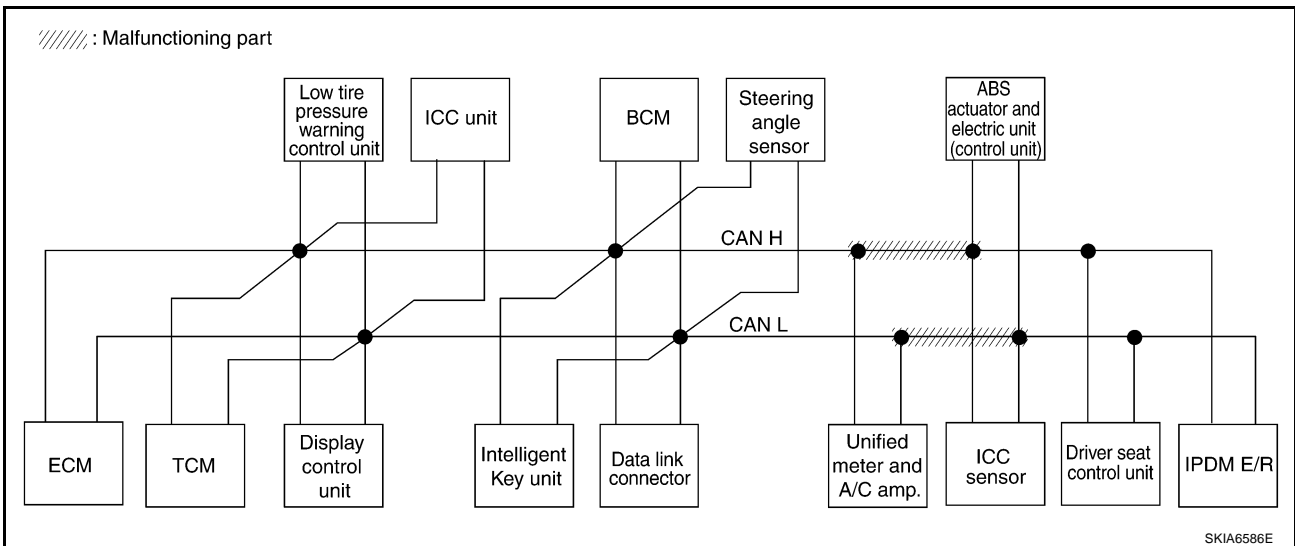 : Malfunctioning part
Low tire
pressure
warning
control unit
ICC unit
BCM
Steering
angle
sensor
ABS
actuator and
electric unit
(control unit)
CAN H
CAN L
ECM
TCM
Display
control
unit
Intelligent
Key unit
Data link
connector
Unified
meter and
A/C amp.
ICC
sensor
Driver seat
control unit
IPDM E/R
SKIA6586E